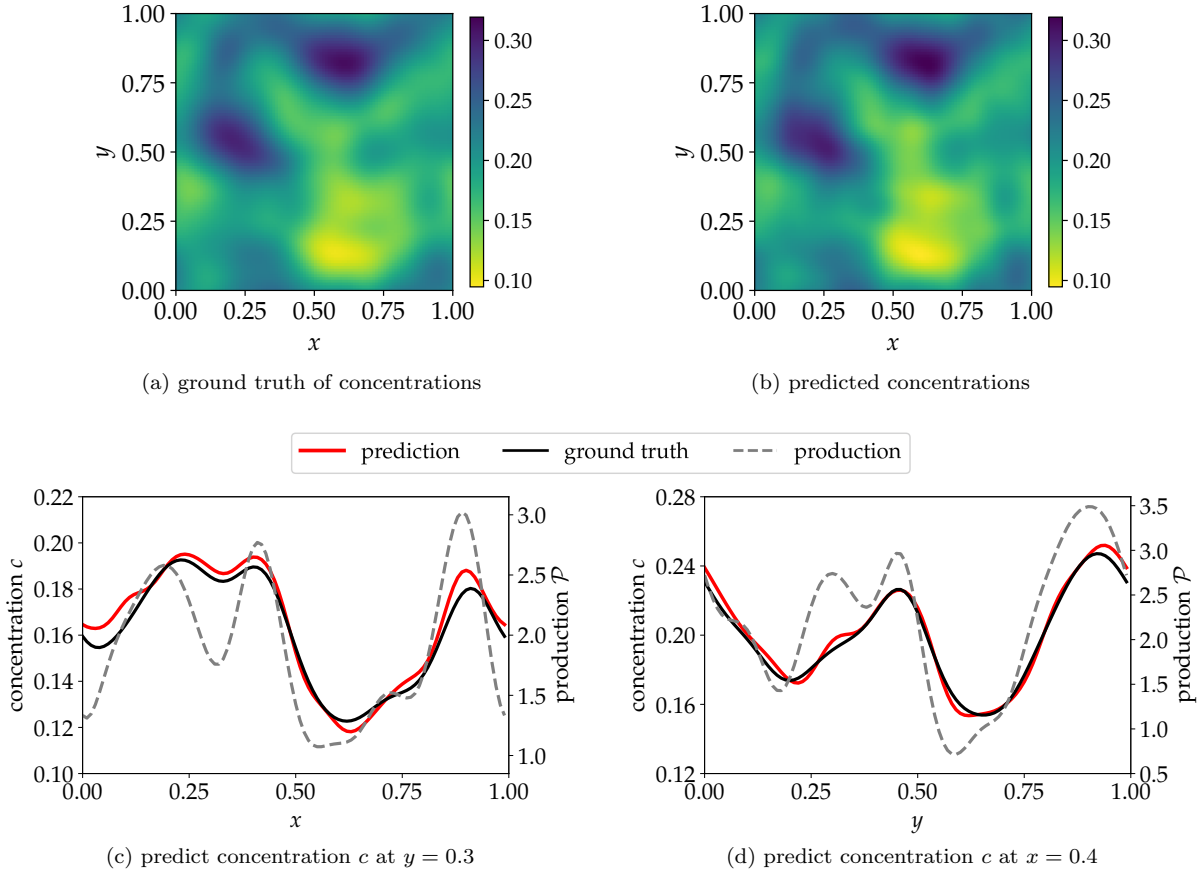 1.00
0.75
0.50
0.25
0.00
y
0.00 0.25 0.50 0.75 1.00
x
0.30
0.25
0.20
0.15
0.10
(a) ground truth of concentrations
1.00
0.75
0.50
0.25
0.00
y
0.00 0.25 0.50 0.75 1.00
x
0.30
0.25
0.20
0.15
0.10
(b) predicted concentrations
prediction ground truth production
0.22
0.20
0.18
0.16
0.14
0.12
0.10
concentration c
0.00 0.25 0.50 0.75 1.00
x
3.0
2.5
2.0
1.5
1.0
production 𝒫
(c) predict concentration c at y = 0.3
0.28
0.24
0.20
0.16
0.12
concentration c
0.00 0.25 0.50 0.75 1.00
y
3.5
3.0
2.5
2.0
1.5
1.0
0.5
production 𝒫
(d) predict concentration c at x = 0.4